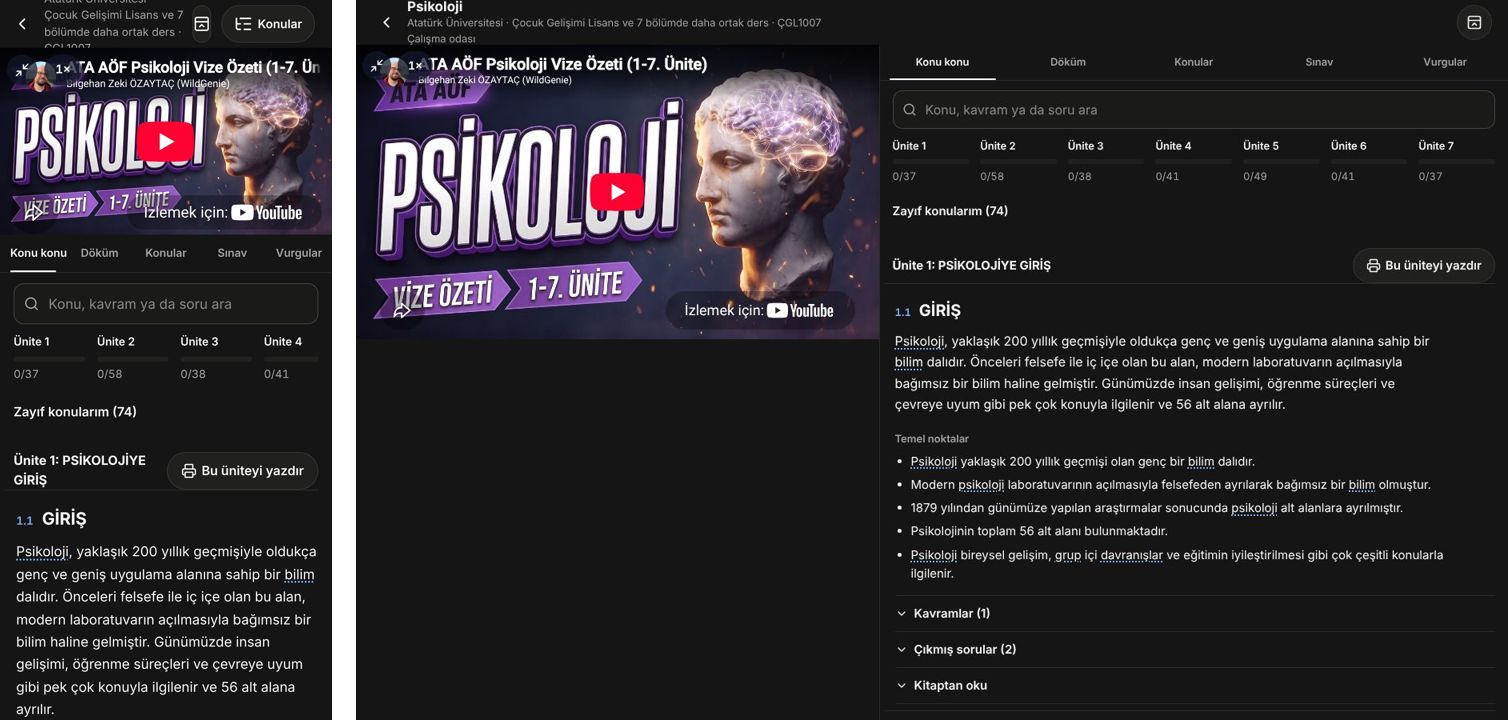 Atatürk
Üniversitesi · Çocuk Gelişimi Lisans ve 7
bölümde daha ortak ders ·
ÇGL1007
Konular
1×
ATA AÖF Psikoloji Vize Özeti (1-7. Ün
Bilgehan Zeki ÖZAYTAÇ (WildGenie)
PSİKOLOJİ
VİZE ÖZETİ
1-7. ÜNİTE
İzlemek için: YouTube
Konu konu
Döküm
Konular
Sınav
Vurgular
Konu, kavram ya da soru ara
Ünite 1
Ünite 2
Ünite 3
Ünite 4
0/37
0/58
0/38
0/41
Zayıf konularım (74)
Ünite 1: PSİKOLOJİYE
GİRİŞ
Bu üniteyi yazdır
1.1 GİRİŞ
Psikoloji, yaklaşık 200 yıllık geçmişiyle oldukça
genç ve geniş uygulama alanına sahip bir bilim
dalıdır. Önceleri felsefe ile iç içe olan bu alan,
modern laboratuvarın açılmasıyla bağımsız bir
bilim haline gelmiştir. Günümüzde insan
gelişimi, öğrenme süreçleri ve çevreye uyum
gibi pek çok konuyla ilgilenir ve 56 alt alana
ayrılır.
Psikoloji
Atatürk Üniversitesi · Çocuk Gelişimi Lisans ve 7 bölümde daha ortak ders · ÇGL1007
Çalışma odası
1×
ATA AÖF Psikoloji Vize Özeti (1-7. Ünite)
Bilgehan Zeki ÖZAYTAÇ (WildGenie)
ATA AÖF
PSİKOLOJİ
VİZE ÖZETİ
1-7. ÜNİTE
İzlemek için: YouTube
Konu konu
Döküm
Konular
Sınav
Vurgular
Konu, kavram ya da soru ara
Ünite 1
Ünite 2
Ünite 3
Ünite 4
Ünite 5
Ünite 6
Ünite 7
0/37
0/58
0/38
0/41
0/49
0/41
0/37
Zayıf konularım (74)
Ünite 1: PSİKOLOJİYE GİRİŞ
Bu üniteyi yazdır
1.1 GİRİŞ
Psikoloji, yaklaşık 200 yıllık geçmişiyle oldukça genç ve geniş uygulama alanına sahip bir
bilim dalıdır. Önceleri felsefe ile iç içe olan bu alan, modern laboratuvarın açılmasıyla
bağımsız bir bilim haline gelmiştir. Günümüzde insan gelişimi, öğrenme süreçleri ve
çevreye uyum gibi pek çok konuyla ilgilenir ve 56 alt alana ayrılır.
Temel noktalar
• Psikoloji yaklaşık 200 yıllık geçmişi olan genç bir bilim dalıdır.
• Modern psikoloji laboratuvarının açılmasıyla felsefeden ayrılarak bağımsız bir bilim olmuştur.
• 1879 yılından günümüze yapılan araştırmalar sonucunda psikoloji alt alanlara ayrılmıştır.
• Psikolojinin toplam 56 alt alanı bulunmaktadır.
• Psikoloji bireysel gelişim, grup içi davranışlar ve eğitimin iyileştirilmesi gibi çok çeşitli konularla
ilgilenir.
Kavramlar (1)
Çıkmış sorular (2)
Kitaptan oku